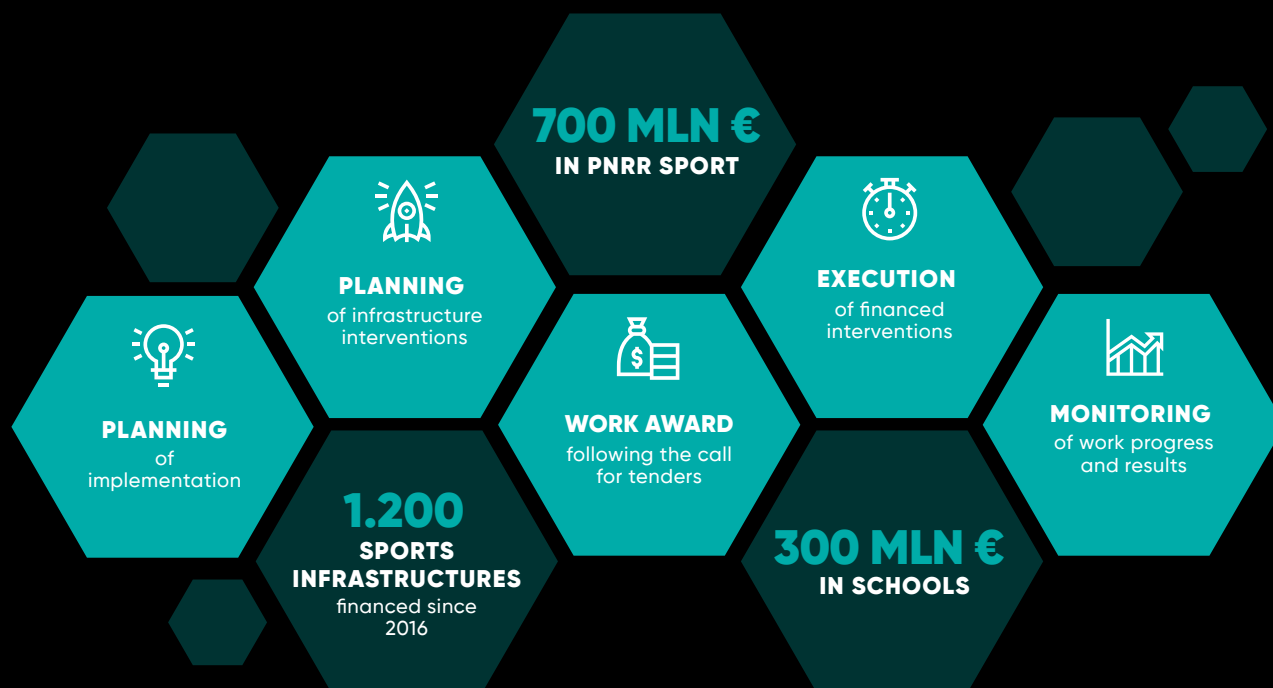 700 MLN €
IN PNRR SPORT
PLANNING
of infrastructure
interventions
EXECUTION
of financed
interventions
PLANNING
of
implementation
WORK AWARD
following the call
for tenders
MONITORING
of work progress
and results
1.200
SPORTS
INFRASTRUCTURES
financed since
2016
300 MLN €
IN SCHOOLS